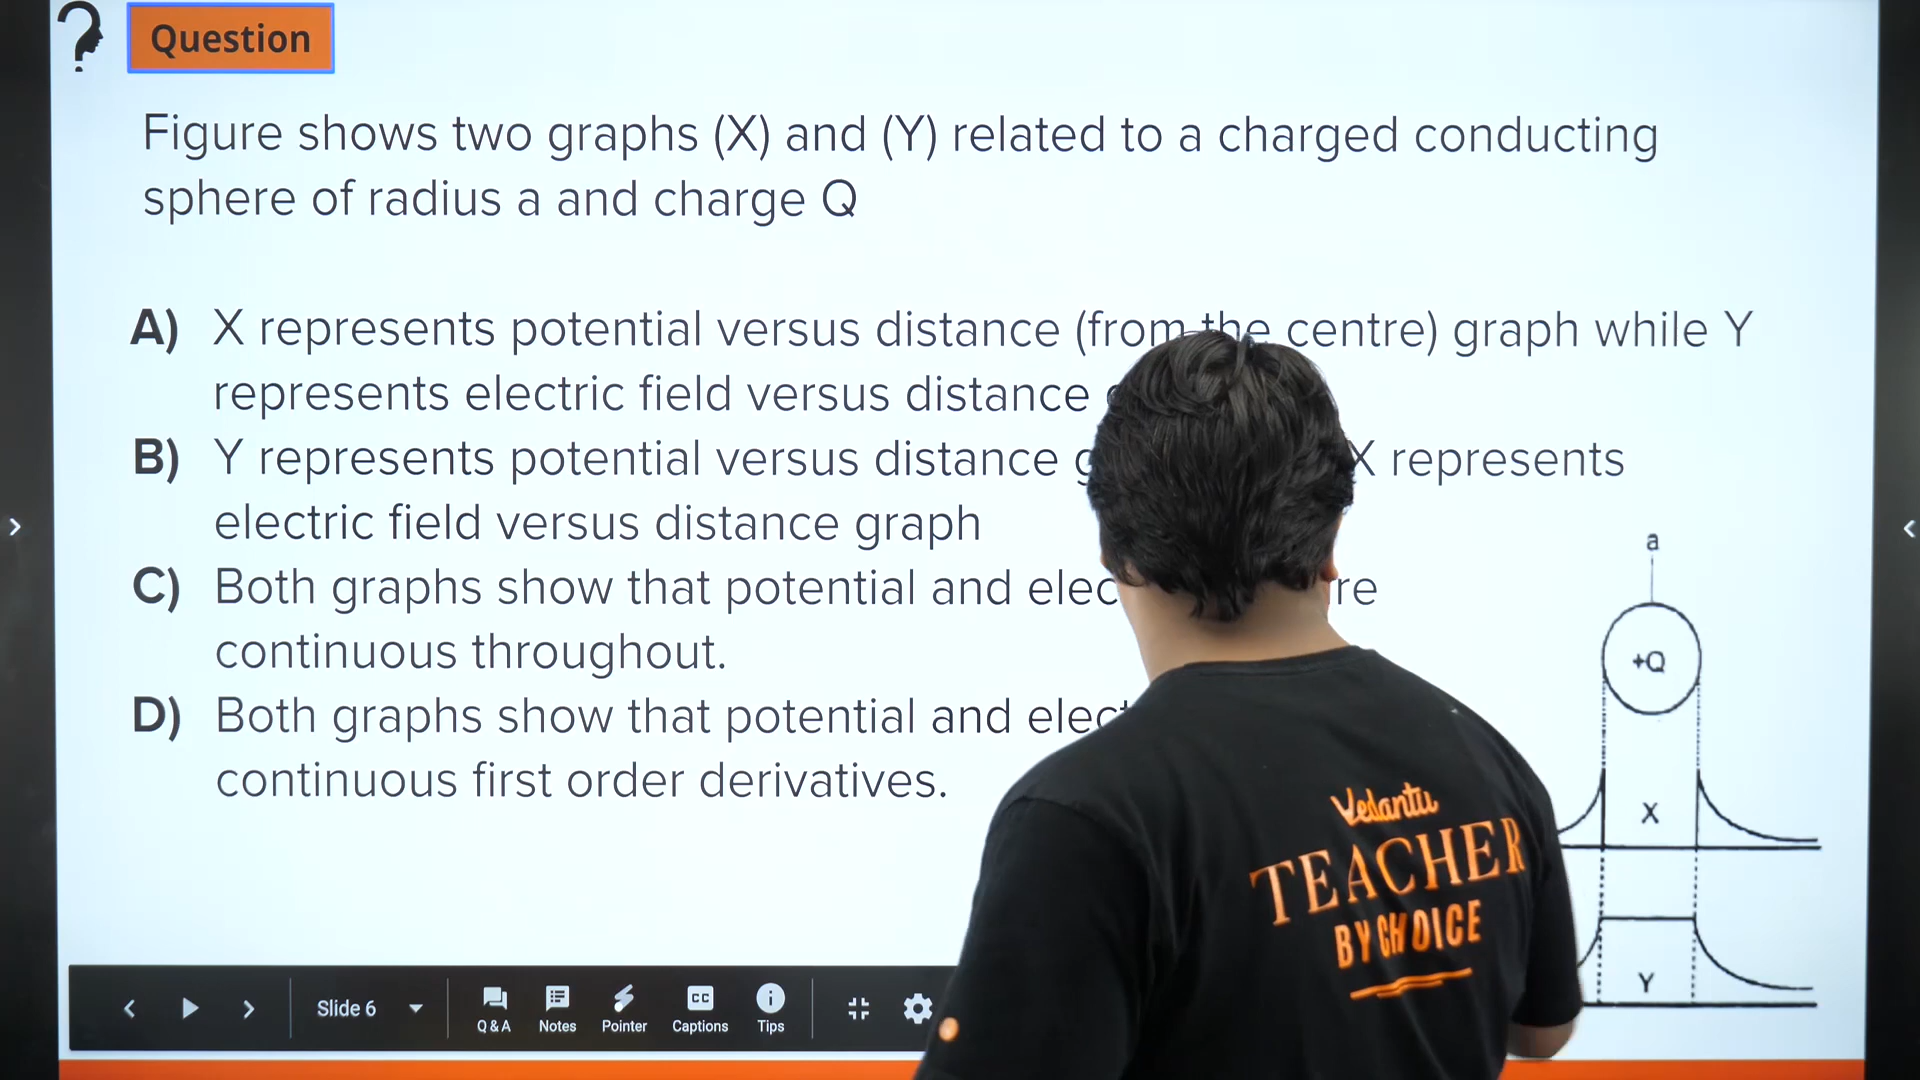 Question
Figure shows two graphs (X) and (Y) related to a charged conducting
sphere of radius a and charge Q
A) X represents potential versus distance (from the centre) graph while Y
represents electric field versus distance
B) Y represents potential versus distance X represents
electric field versus distance graph
C) Both graphs show that potential and
continuous throughout.
D) Both graphs show that potential and
continuous first order derivatives.
a
+Q
X
Y
Vedantu
TEACHER
BY CHOICE
Slide 6
Q & A Notes Pointer CC Captions Tips